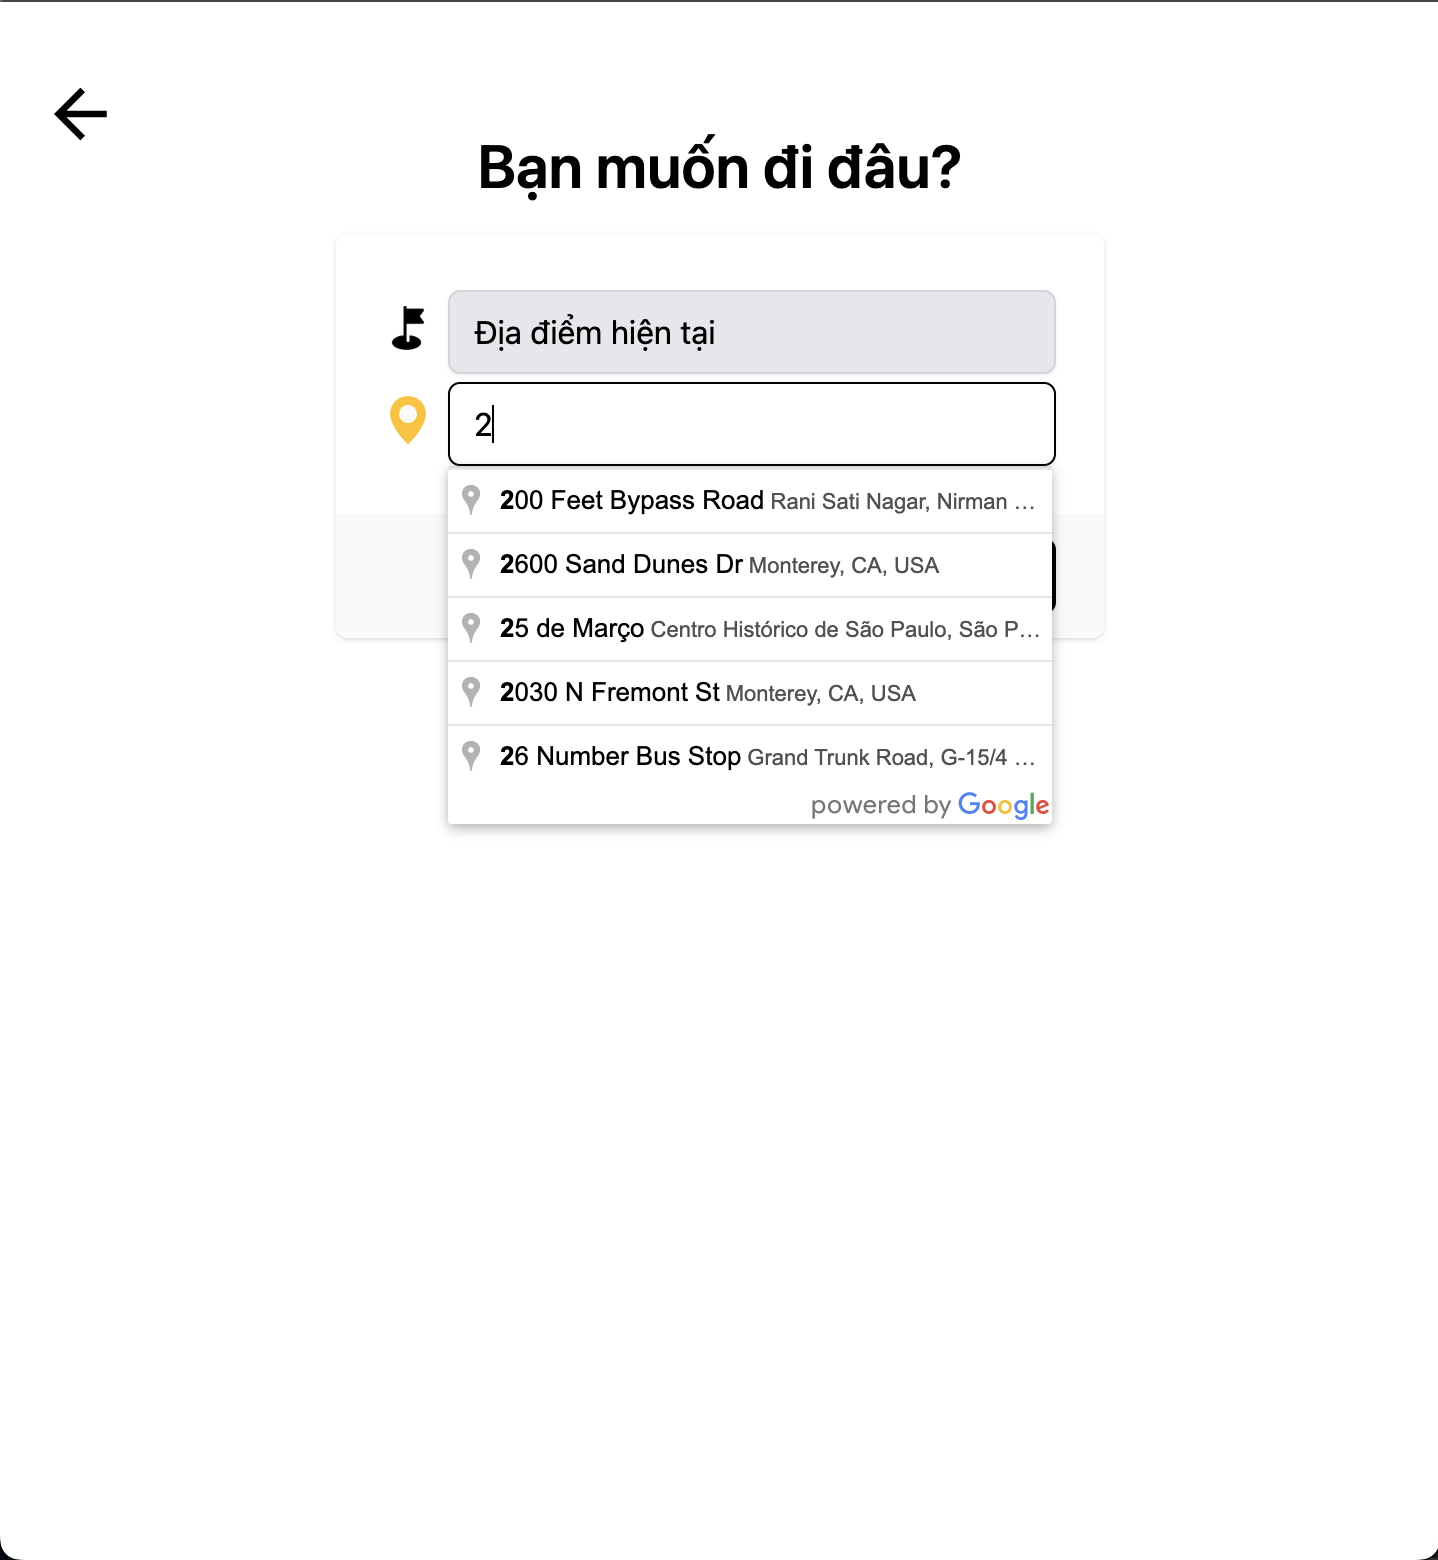 Bạn muốn đi đâu?
Địa điểm hiện tại
2
200 Feet Bypass Road Rani Sati Nagar, Nirman …
2600 Sand Dunes Dr Monterey, CA, USA
25 de Março Centro Histórico de São Paulo, São P…
2030 N Fremont St Monterey, CA, USA
26 Number Bus Stop Grand Trunk Road, G-15/4 …
powered by Google